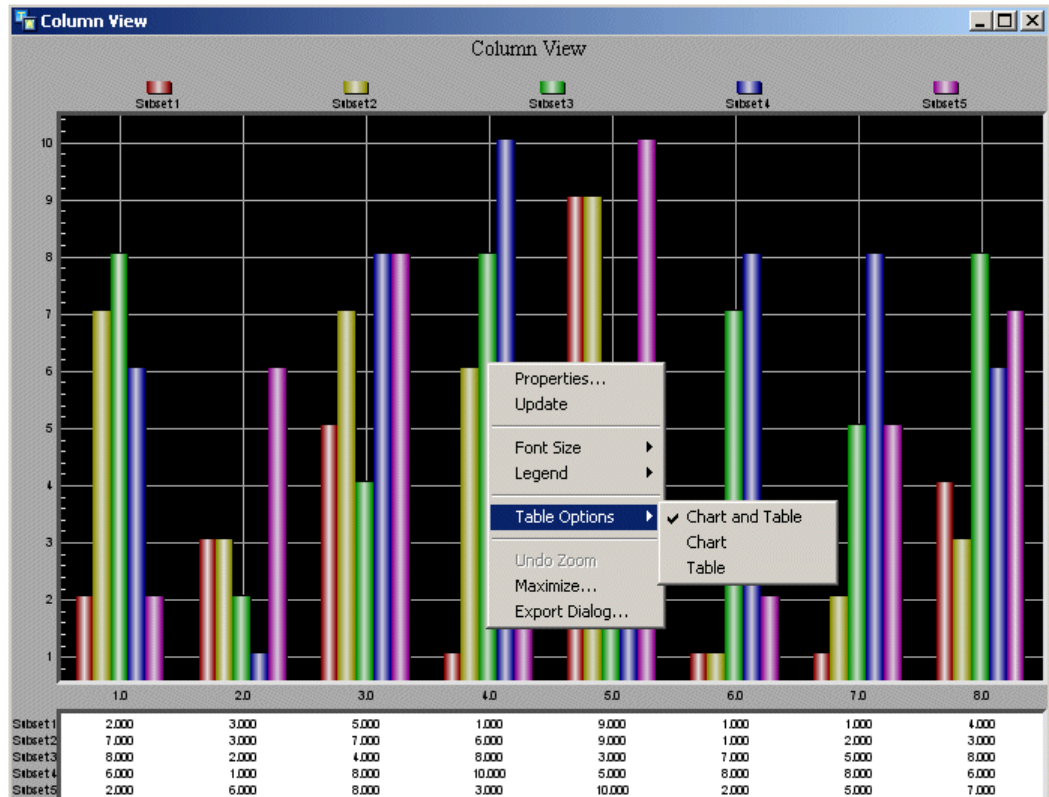 Column View
Column View
Subset1 Subset2 Subset3 Subset4 Subset5
10
9
8
7
6
5
4
3
2
1
Properties...
Update
Font Size
Legend
Table Options
Undo Zoom
Maximize...
Export Dialog...
Chart and Table
Chart
Table
1.0 2.0 3.0 4.0 5.0 6.0 7.0 8.0
Subset1 2.000 3.000 5.000 1.000 9.000 1.000 1.000 4.000
Subset2 7.000 3.000 7.000 6.000 9.000 1.000 2.000 3.000
Subset3 8.000 2.000 4.000 8.000 3.000 7.000 5.000 8.000
Subset4 6.000 1.000 8.000 10.000 5.000 8.000 8.000 6.000
Subset5 2.000 6.000 8.000 3.000 10.000 2.000 5.000 7.000